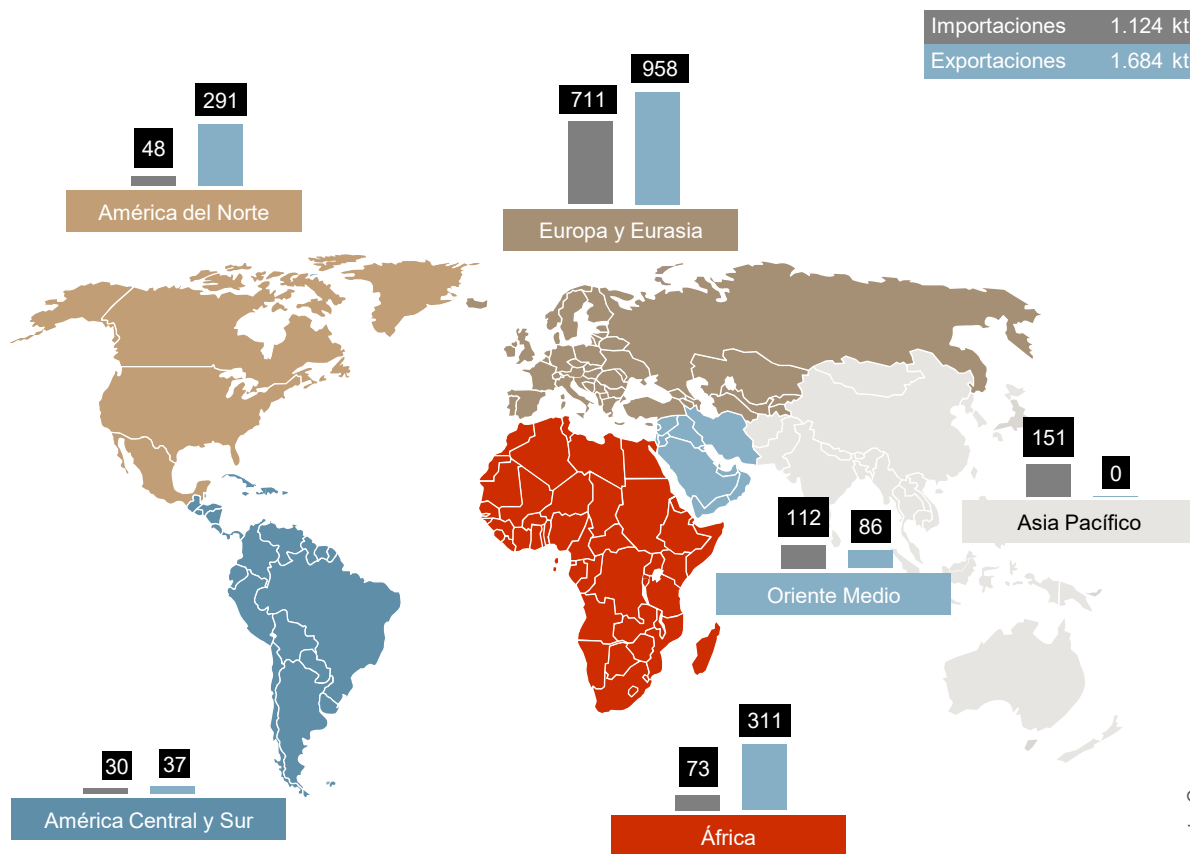 Importaciones 1.124 kt
Exportaciones 1.684 kt
291
48
América del Norte
958
711
Europa y Eurasia
151
0
Asia Pacífico
112
86
Oriente Medio
311
73
África
30
37
América Central y Sur